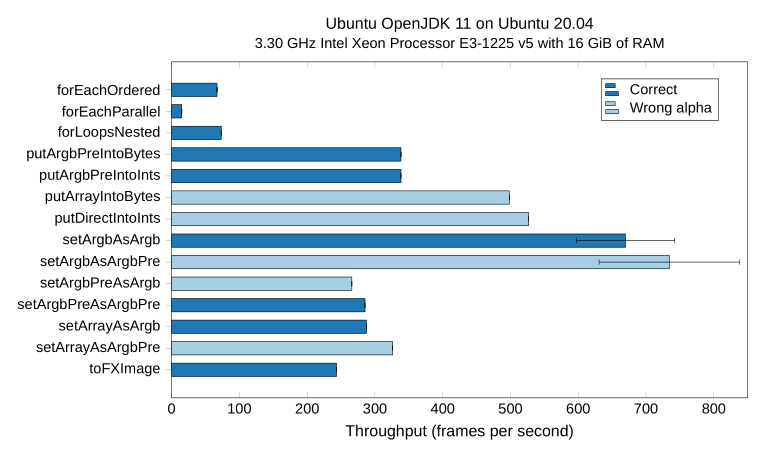 Ubuntu OpenJDK 11 on Ubuntu 20.04
3.30 GHz Intel Xeon Processor E3-1225 v5 with 16 GiB of RAM
forEachOrdered
forEachParallel
forLoopsNested
putArgbPreIntoBytes
putArgbPreIntoInts
putArrayIntoBytes
putDirectIntoInts
setArgbAsArgb
setArgbAsArgbPre
setArgbPreAsArgb
setArgbPreAsArgbPre
setArrayAsArgb
setArrayAsArgbPre
toFXImage
Correct
Wrong alpha
0 100 200 300 400 500 600 700 800
Throughput (frames per second)